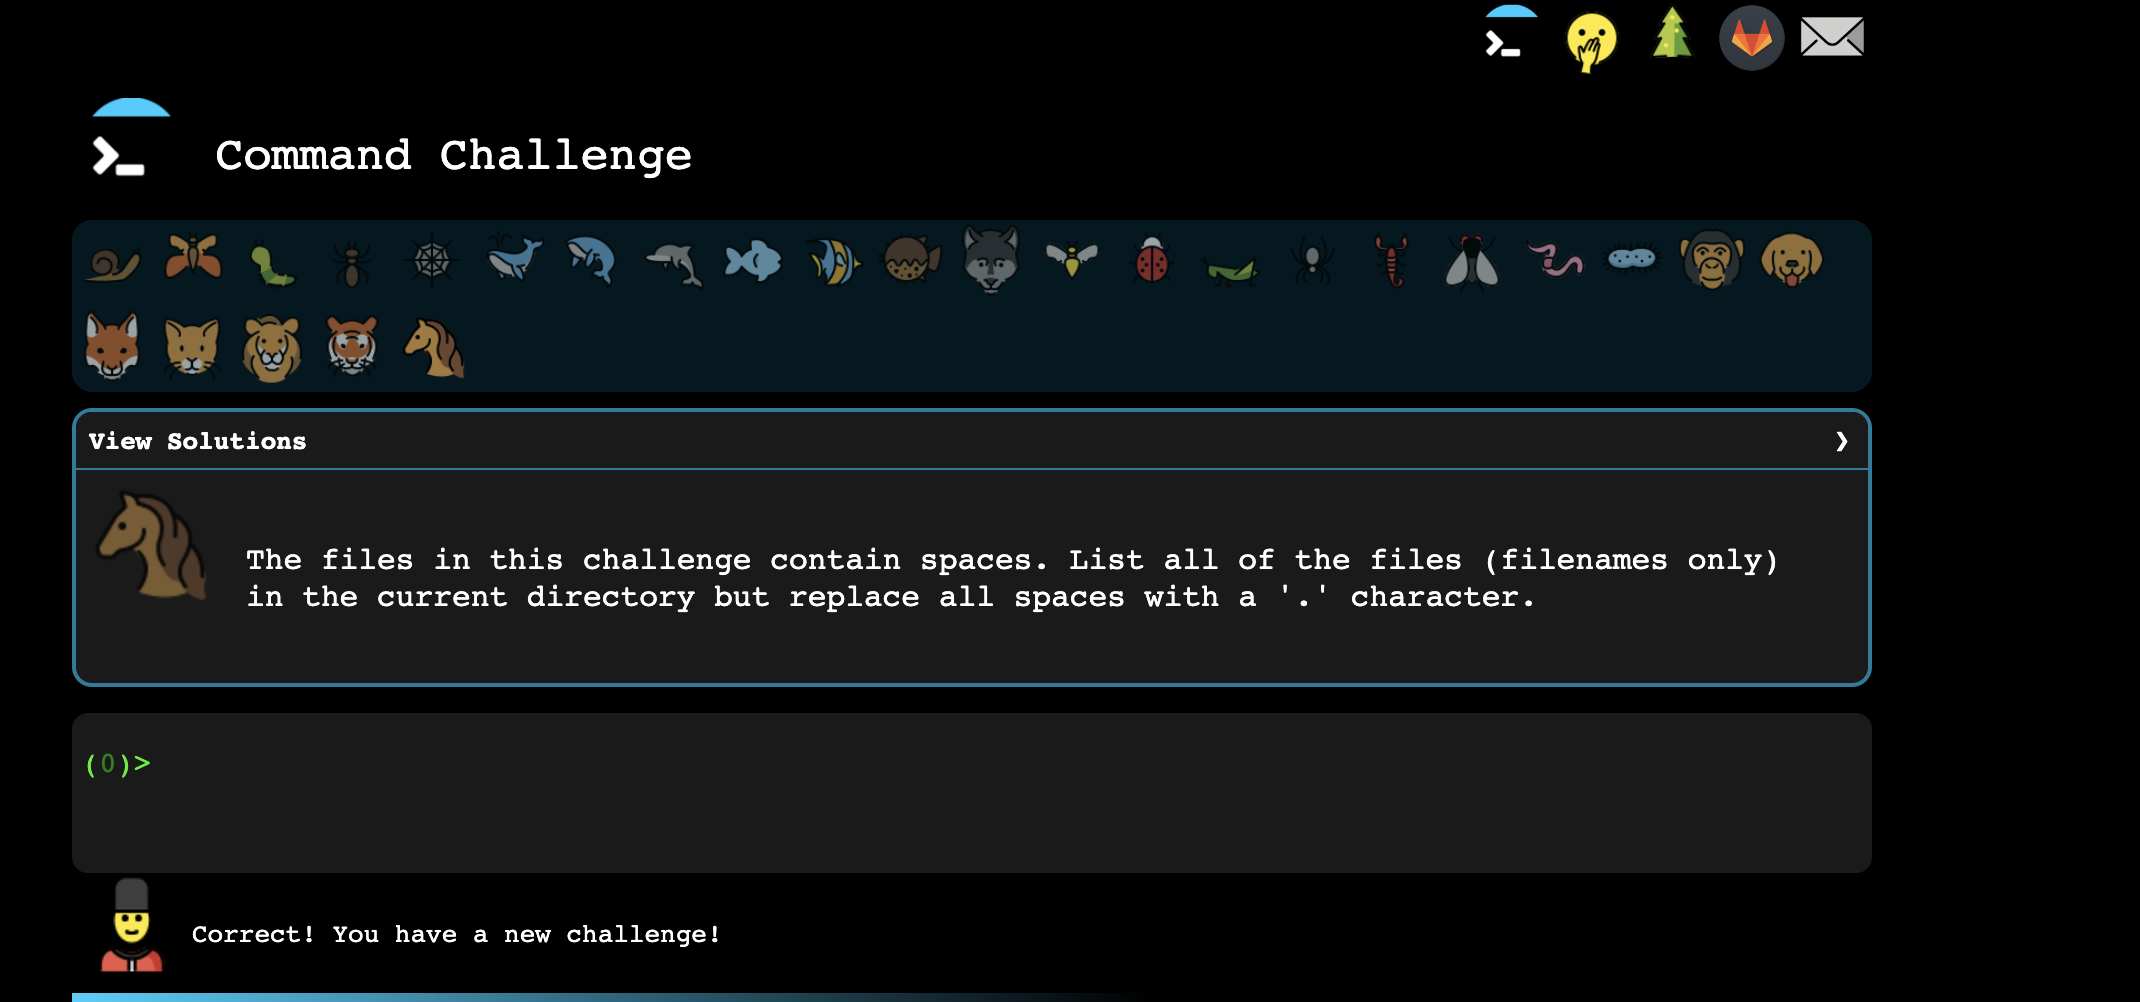 Command Challenge
View Solutions ❯
The files in this challenge contain spaces. List all of the files (filenames only)
in the current directory but replace all spaces with a '.' character.
(0)>
Correct! You have a new challenge!